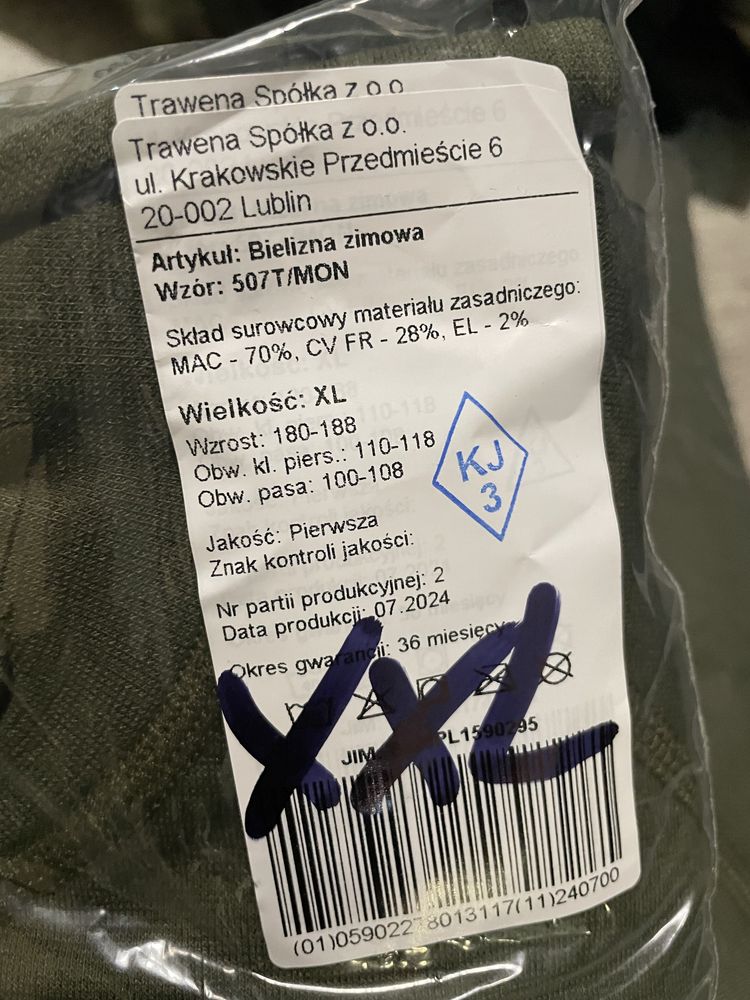 Trawena Spółka z o.o.
Trawena Spółka z o.o.
ul. Krakowskie Przedmieście 6
20-002 Lublin
Artykuł: Bielizna zimowa
Wzór: 507T/MON
Skład surowcowy materiału zasadniczego:
MAC - 70%, CV FR - 28%, EL - 2%
Wielkość: XL
Wzrost: 180-188
Obw. kl. piers.: 110-118
Obw. pasa: 100-108
KJ
3
Jakość: Pierwsza
Znak kontroli jakości:
Nr partii produkcyjnej: 2
Data produkcji: 07.2024
Okres gwarancji: 36 miesięcy
XXL
JIM PL1590295
(01)05902278013117(11)240700